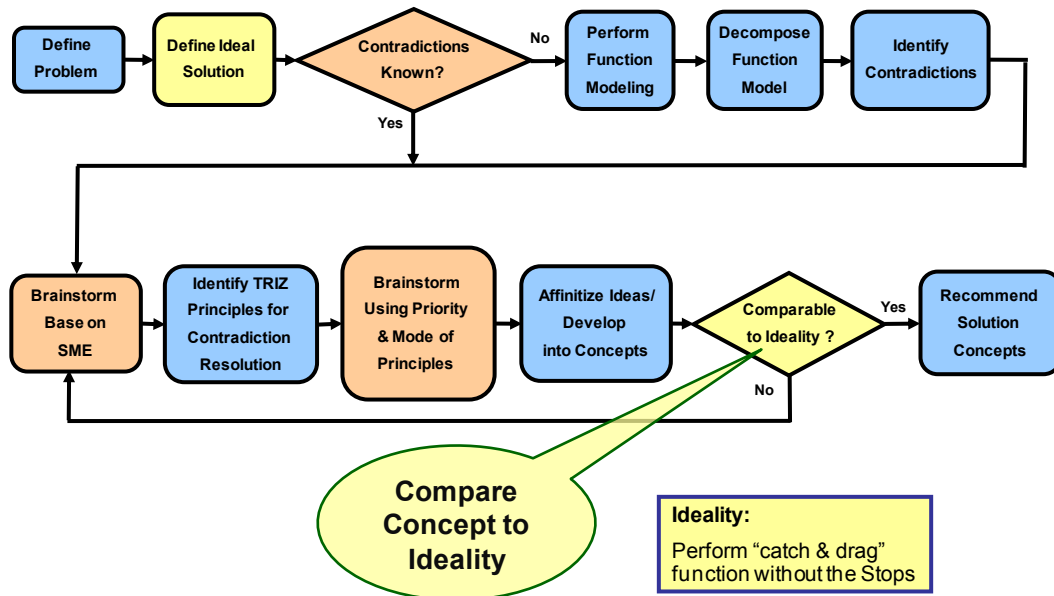 Define
Problem
Define Ideal
Solution
Contradictions
Known?
No
Yes
Perform
Function
Modeling
Decompose
Function
Model
Identify
Contradictions
Brainstorm
Base on
SME
Identify TRIZ
Principles for
Contradiction
Resolution
Brainstorm
Using Priority
& Mode of
Principles
Affinitize Ideas/
Develop
into Concepts
Comparable
to Ideality ?
Yes
No
Recommend
Solution
Concepts
Compare
Concept to
Ideality
Ideality:
Perform “catch & drag”
function without the Stops